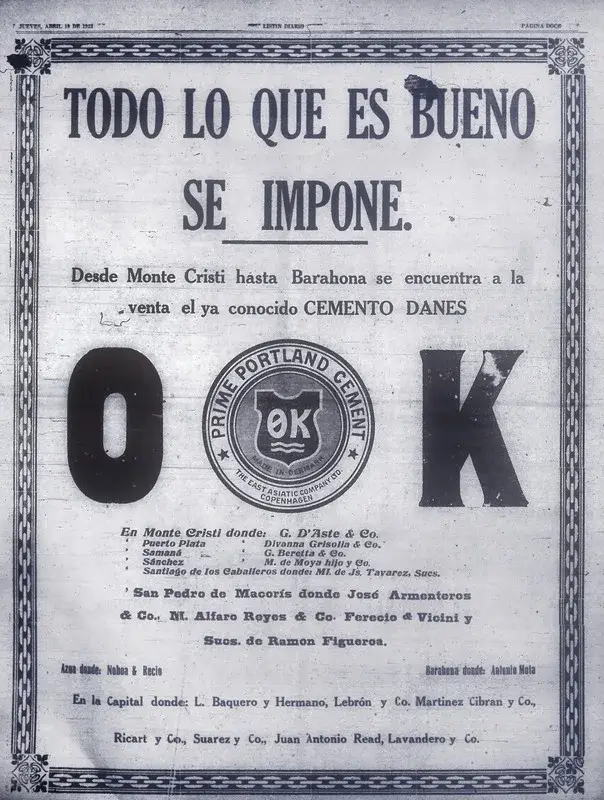 JUEVES, ABRIL 19 DE 1923 LISTIN DIARIO PAGINA DOCE
TODO LO QUE ES BUENO
SE IMPONE.
Desde Monte Cristi hasta Barahona se encuentra a la
venta el ya conocido CEMENTO DANES
O K
PRIME PORTLAND CEMENT
OK
MADE IN DENMARK
THE EAST ASIATIC COMPANY LTD.
COPENHAGEN
En Monte Cristi donde: G. D'Aste & Co.
" Puerto Plata " Divanna Grisolia & Co.
" Samaná " G. Beretta & Co.
" Sánchez " M. de Moya hijo y Co.
" Santiago de los Caballeros donde: Ml. de Js. Tavarez, Sucs.
" San Pedro de Macorís donde José Armenteros
& Co., M. Alfaro Reyes & Co. Ferecio & Vicini y
Sucs. de Ramon Figueroa.
Azua donde: Noboa & Recio Barahona donde: Antonio Mota
En la Capital donde: L. Baquero y Hermano, Lebrón y Co. Martinez Cibran y Co.,
Ricart y Co., Suarez y Co., Juan Antonio Read, Lavandero y Co.